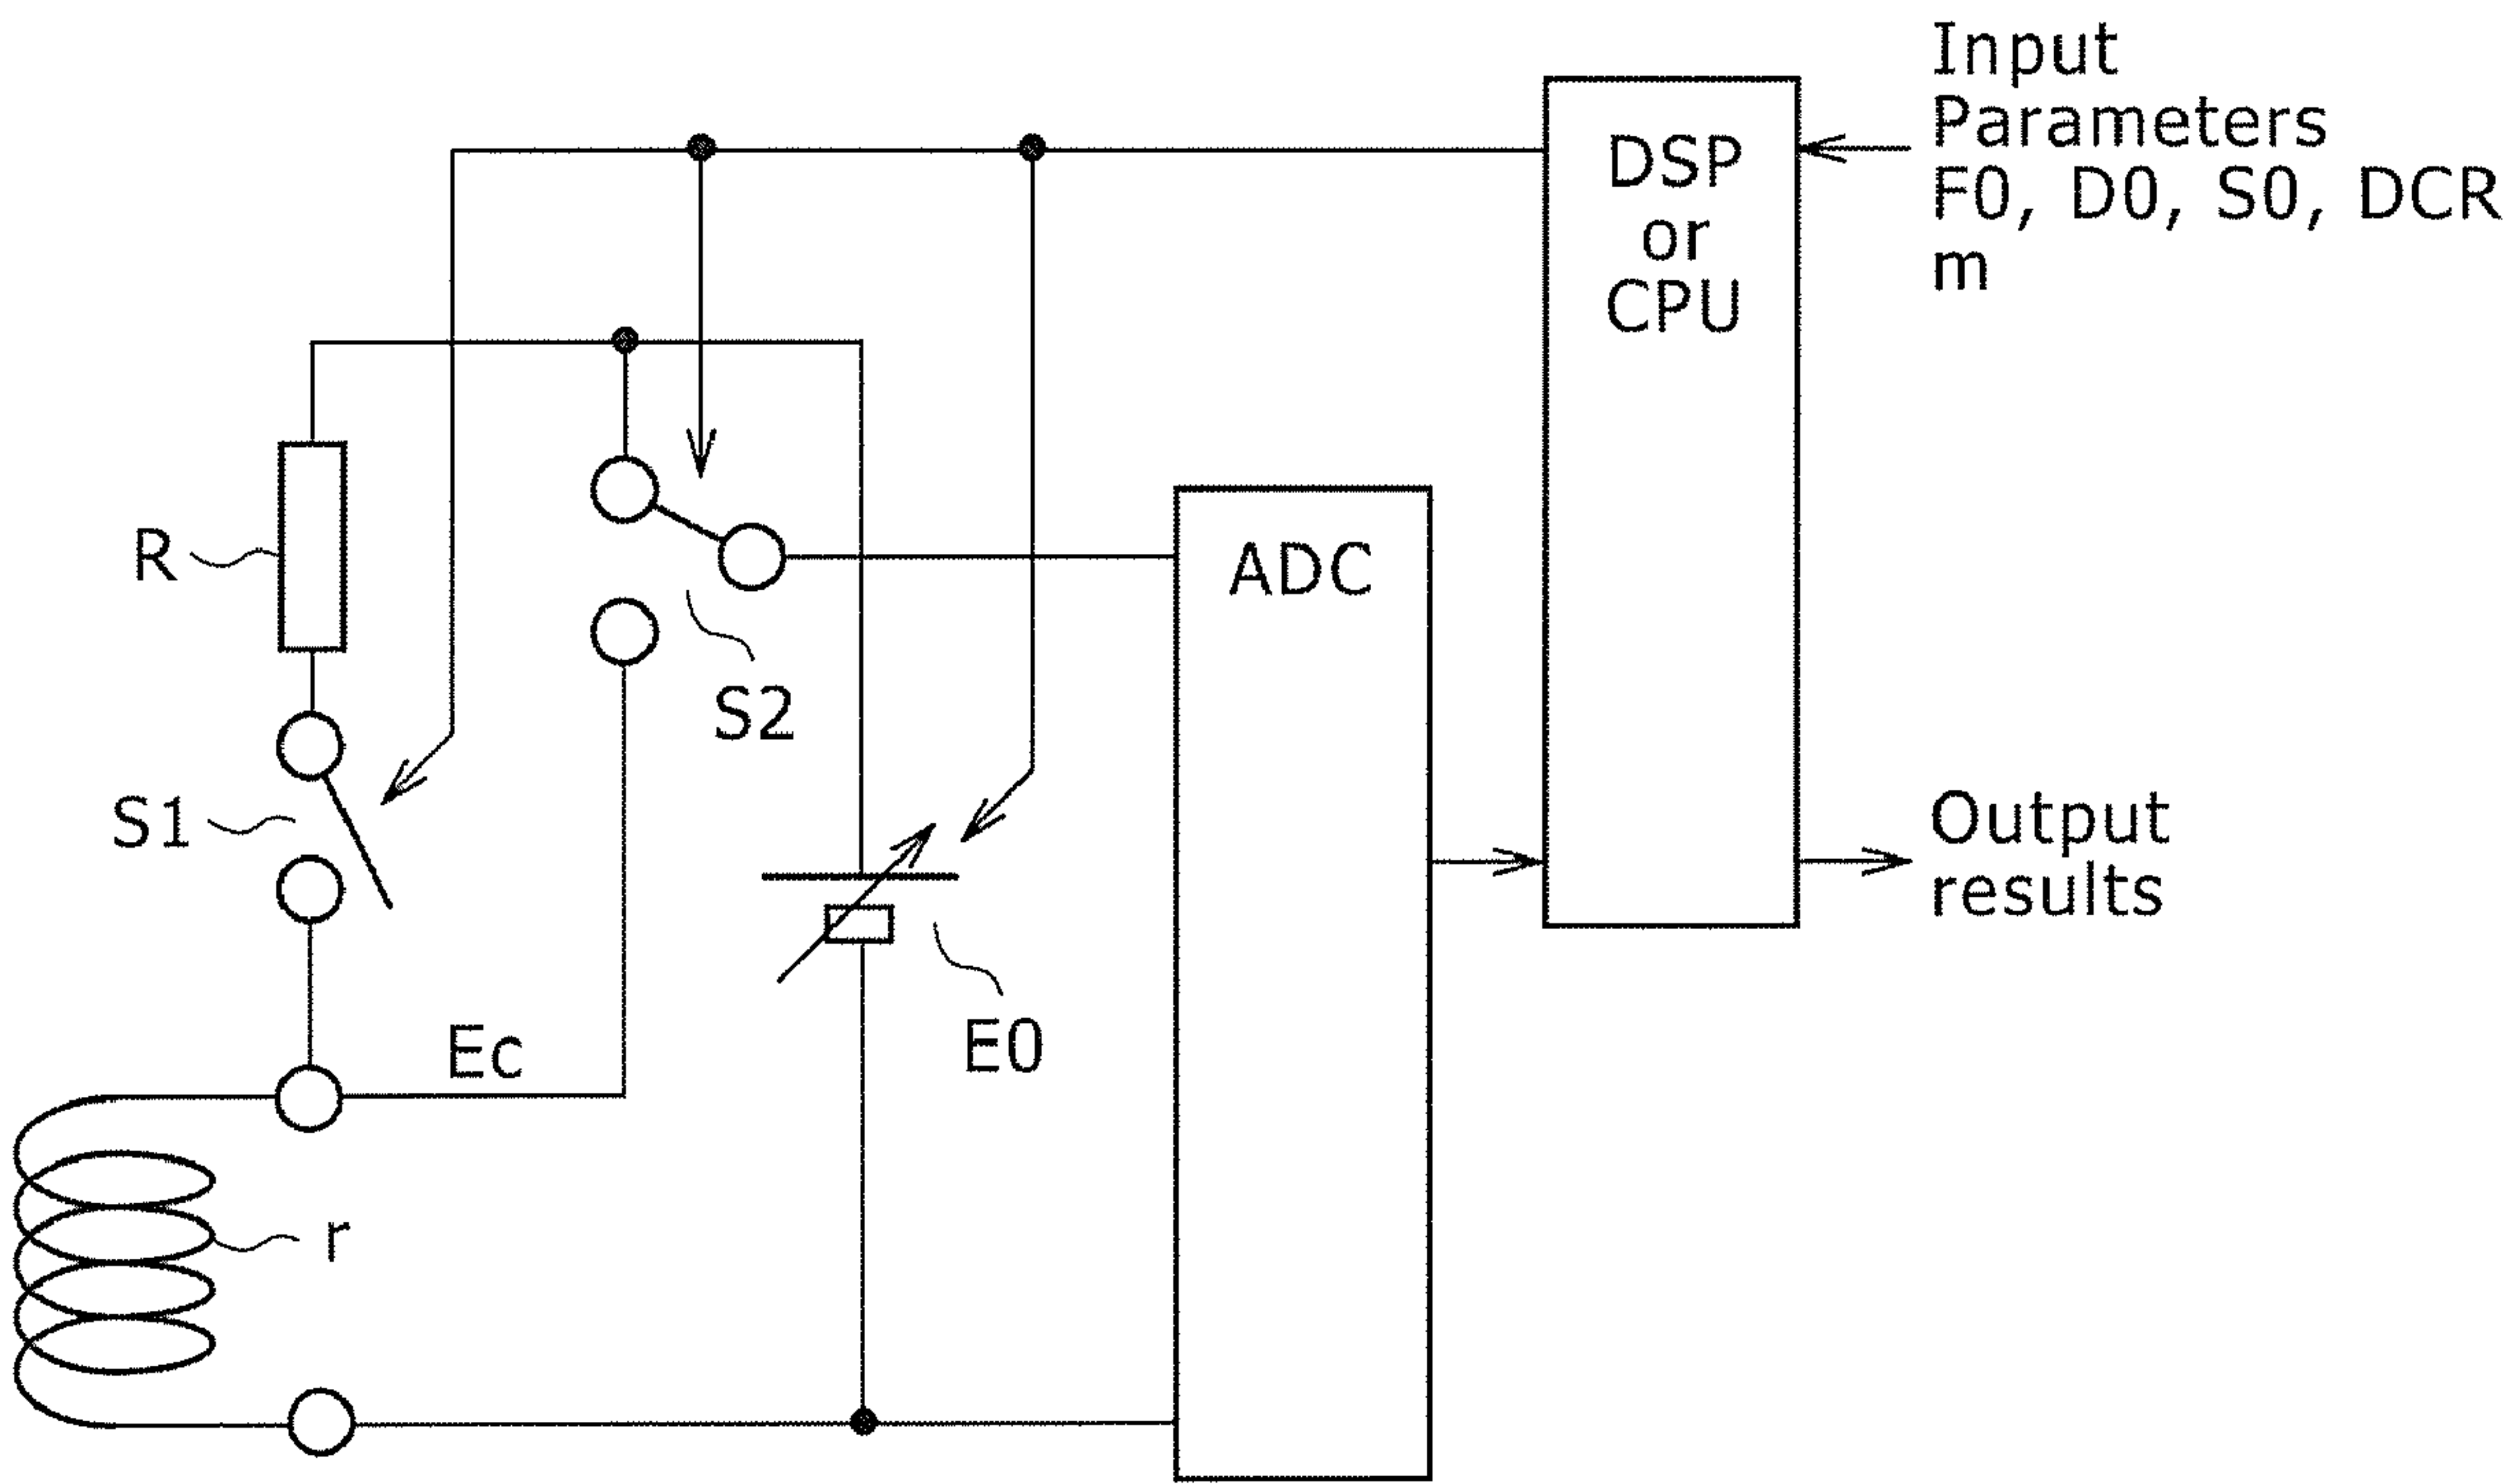 Input
Parameters
F0, D0, S0, DCR
m
DSP
or
CPU
R
ADC
S2
S1
Output
results
Ec
E0
r